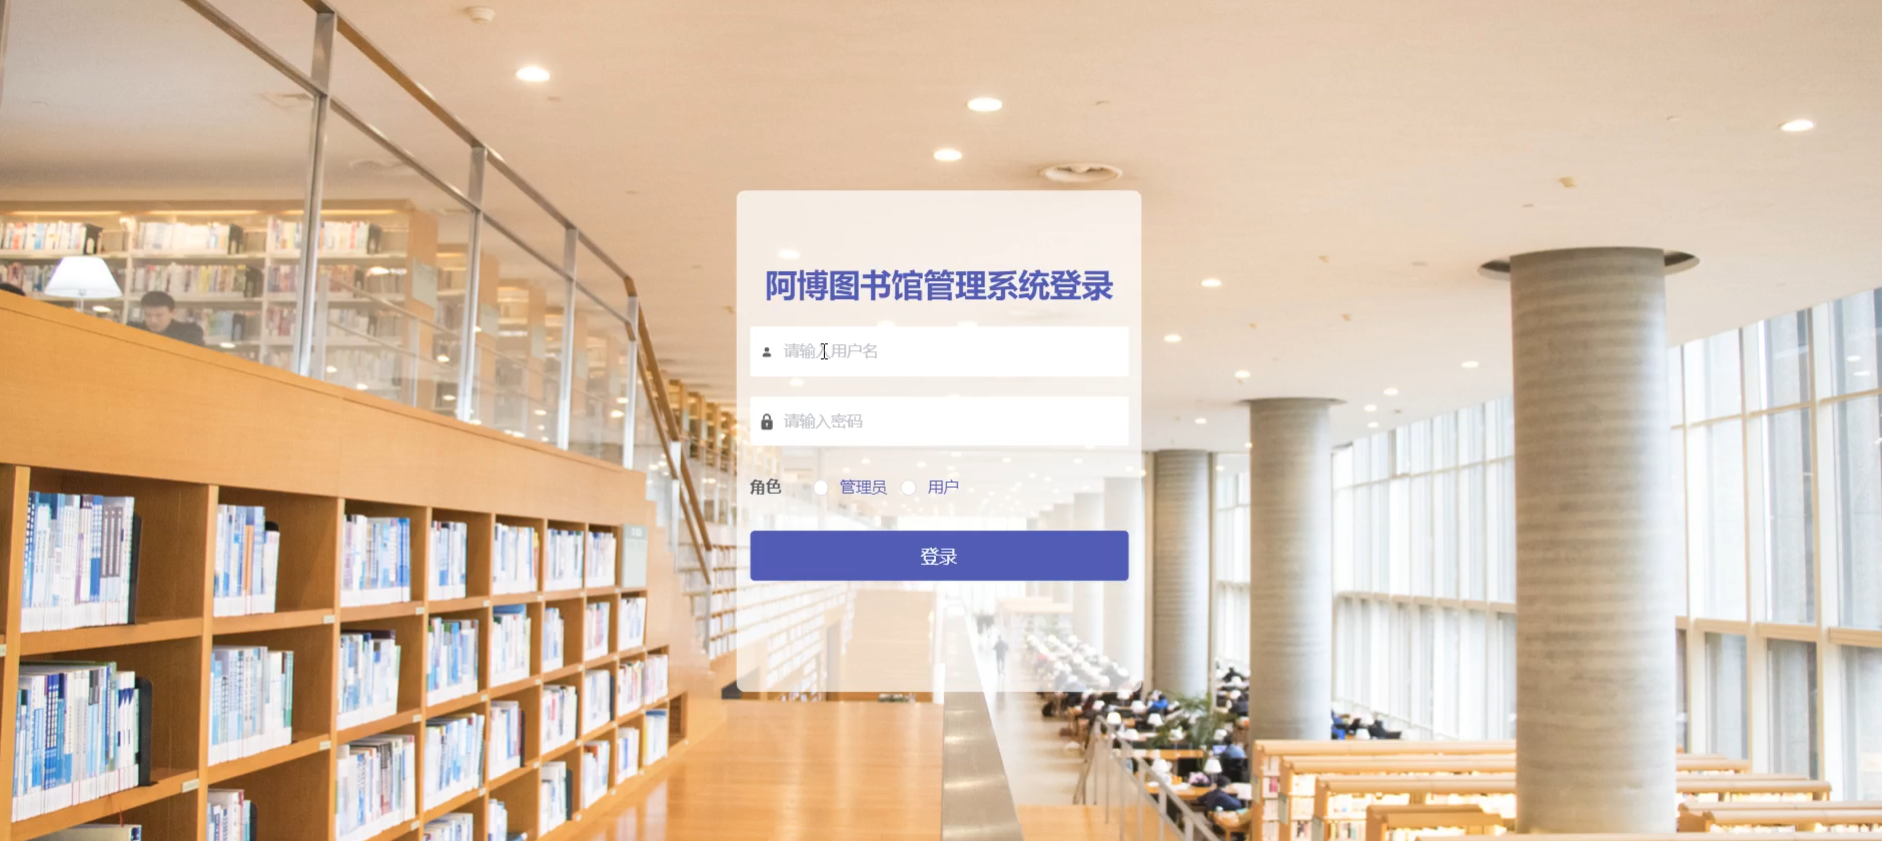 阿博图书馆管理系统登录
请输入用户名
请输入密码
角色 管理员 用户
登录